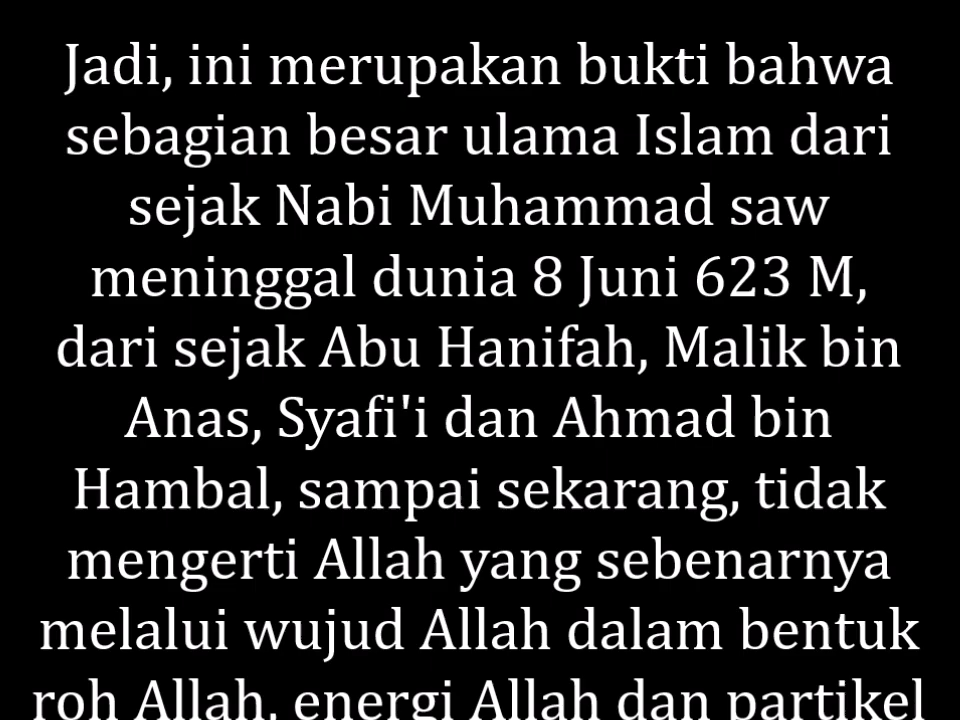 Jadi, ini merupakan bukti bahwa
sebagian besar ulama Islam dari
sejak Nabi Muhammad saw
meninggal dunia 8 Juni 623 M,
dari sejak Abu Hanifah, Malik bin
Anas, Syafi'i dan Ahmad bin
Hambal, sampai sekarang, tidak
mengerti Allah yang sebenarnya
melalui wujud Allah dalam bentuk
roh Allah, energi Allah dan partikel